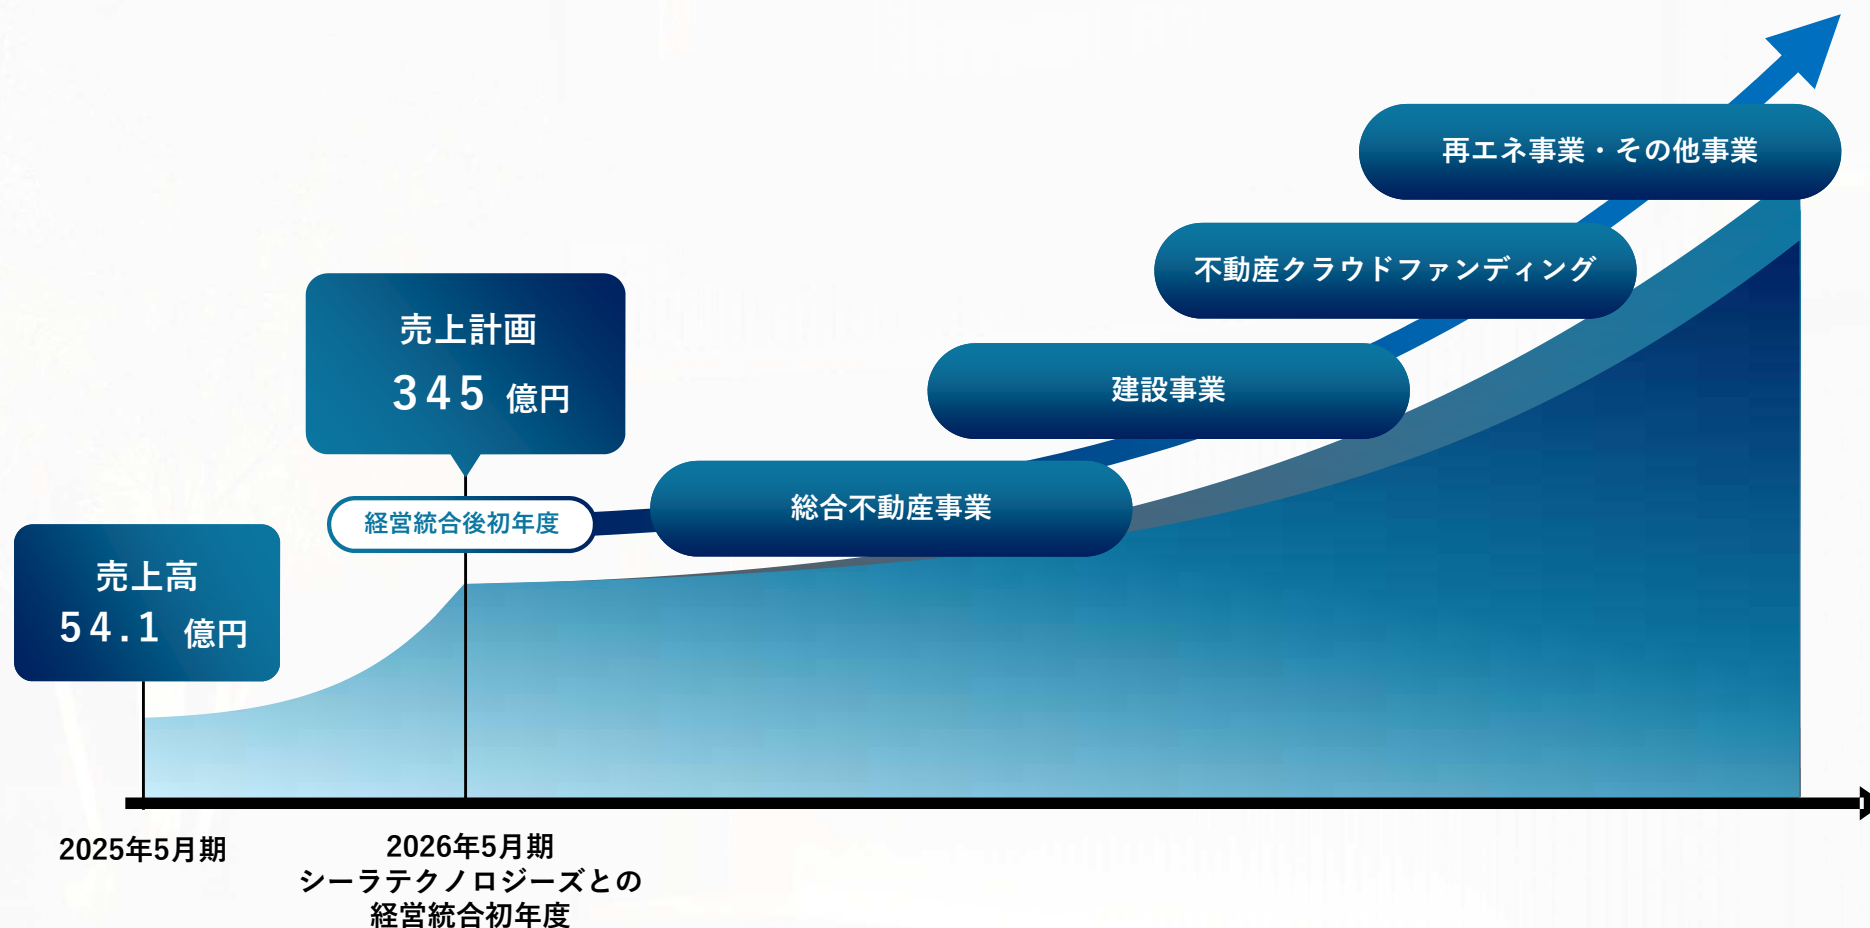 再エネ事業・その他事業
不動産クラウドファンディング
建設事業
総合不動産事業
売上計画
345 億円
経営統合後初年度
売上高
54.1 億円
2025年5月期
2026年5月期
シーラテクノロジーズとの
経営統合初年度